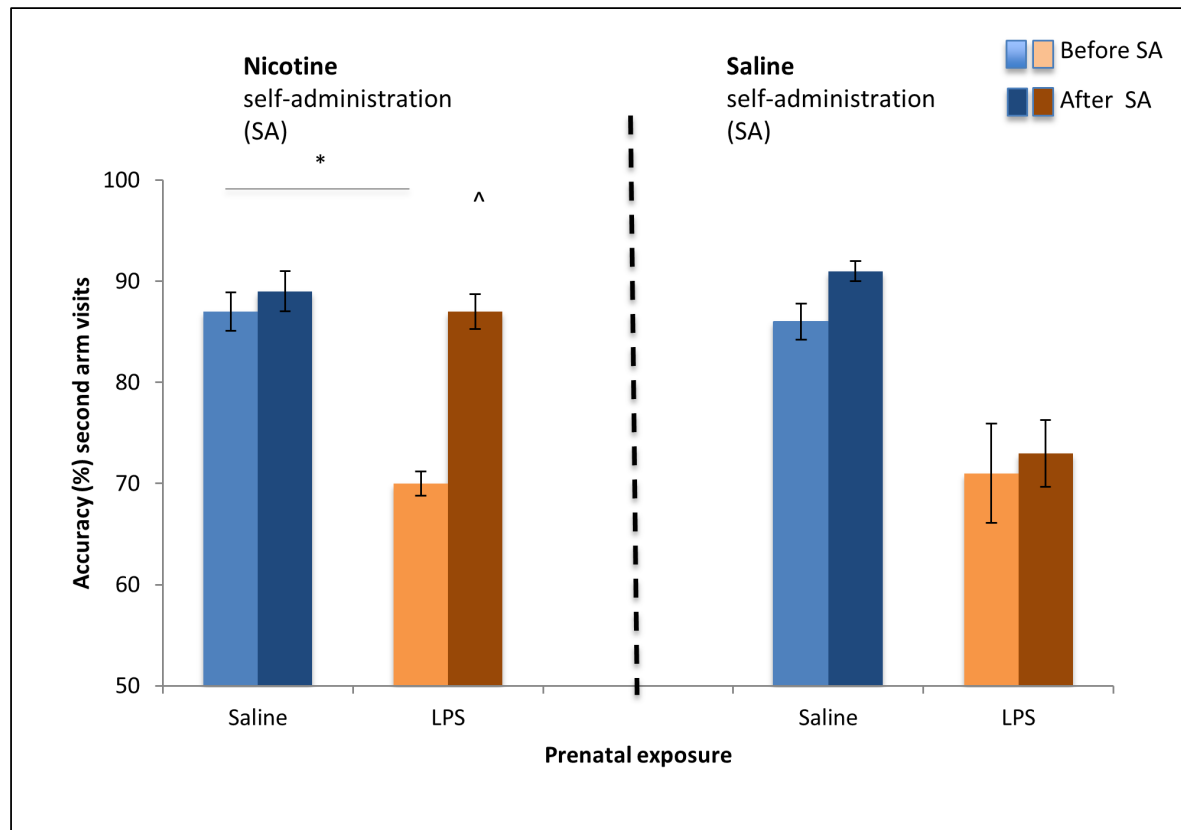 Nicotine
self-administration
(SA)
Saline
self-administration
(SA)
Before SA
After SA
*
^
100
90
80
70
60
50
Accuracy (%) second arm visits
Saline
LPS
Saline
LPS
Prenatal exposure